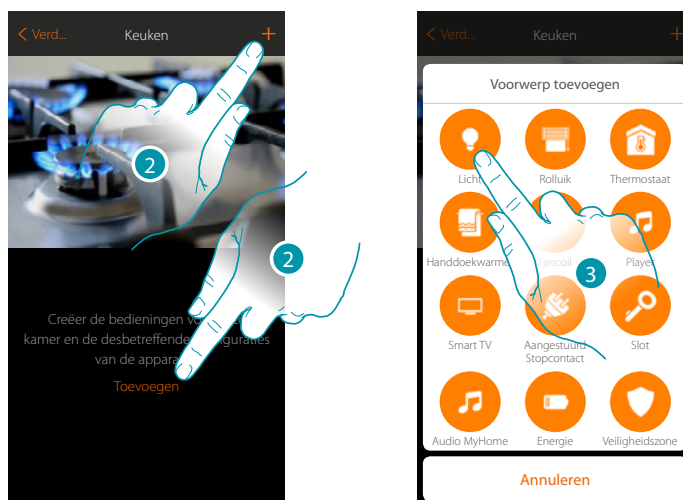 < Verd... Keuken +
2
2
Creëer de bedieningen
kamer en de desbetreffende
van de
Toevoegen
< Verd... Keuken +
Voorwerp toevoegen
Licht Rolluik Thermostaat
Handdoekwarme Player
3
Smart TV Aangestuurd Slot
Stopcontact
Audio MyHome Energie Veiligheidszone
Annuleren